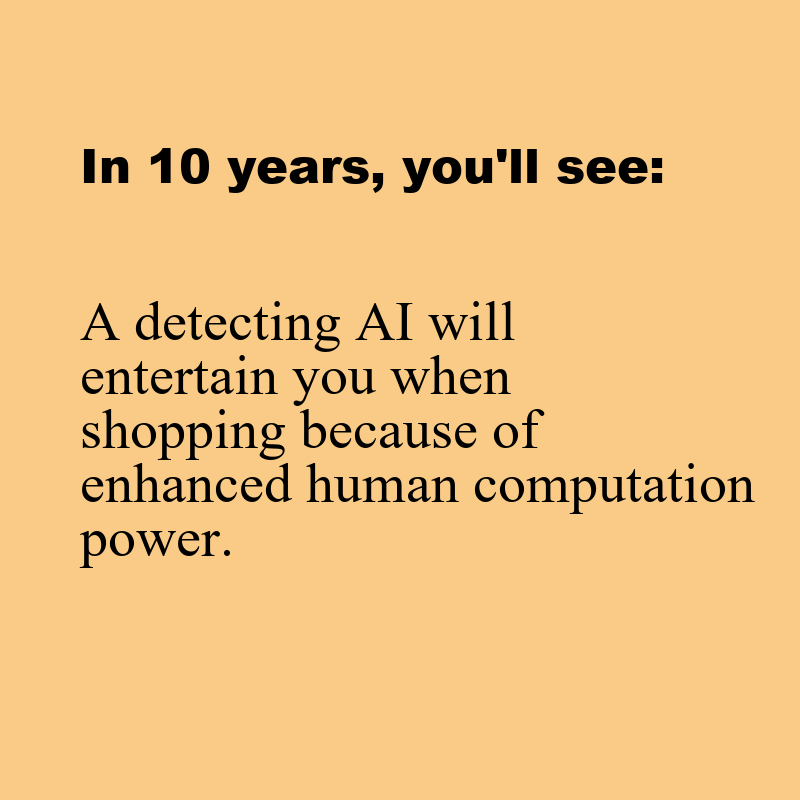 In 10 years, you'll see:
A detecting AI will
entertain you when
shopping because of
enhanced human computation
power.